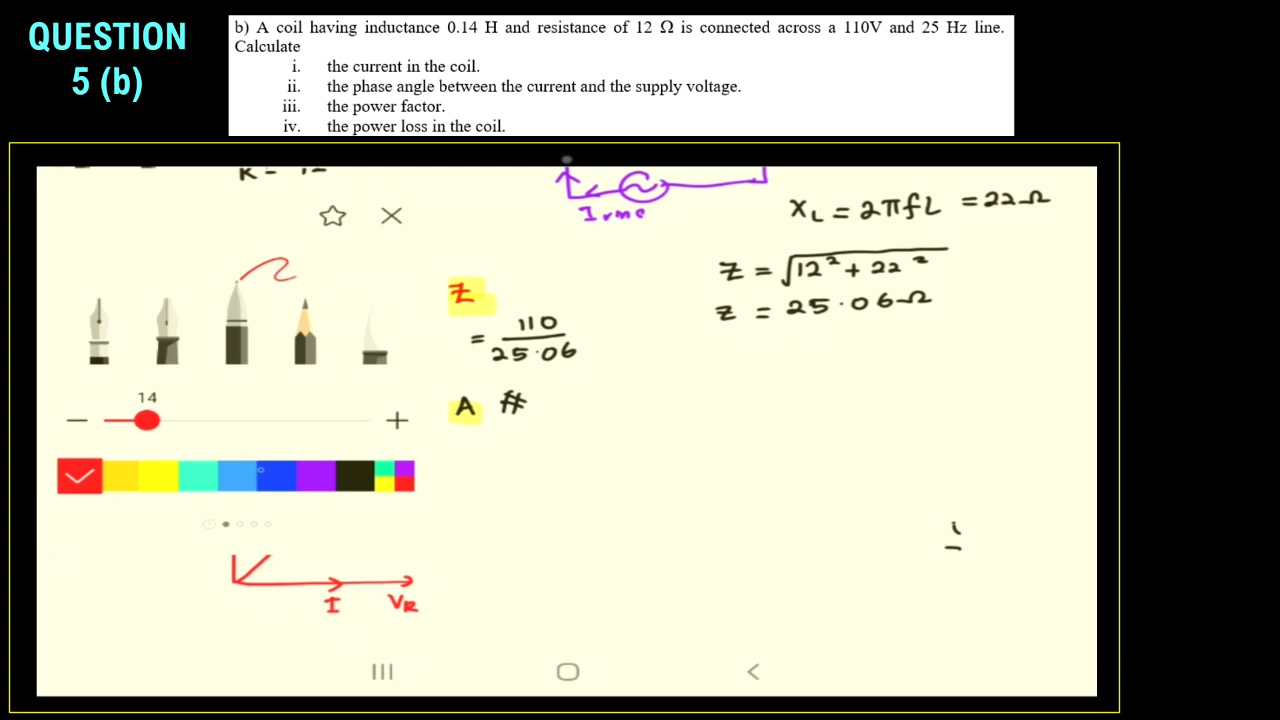 QUESTION
5 (b)
b) A coil having inductance 0.14 H and resistance of 12 Ω is connected across a 110V and 25 Hz line.
Calculate
i. the current in the coil.
ii. the phase angle between the current and the supply voltage.
iii. the power factor.
iv. the power loss in the coil.
Irms
X_L = 2πfL = 22Ω
Z = √12² + 22²
Z = 25.06Ω
Z
= 110
25.06
A #
14
I
V_R